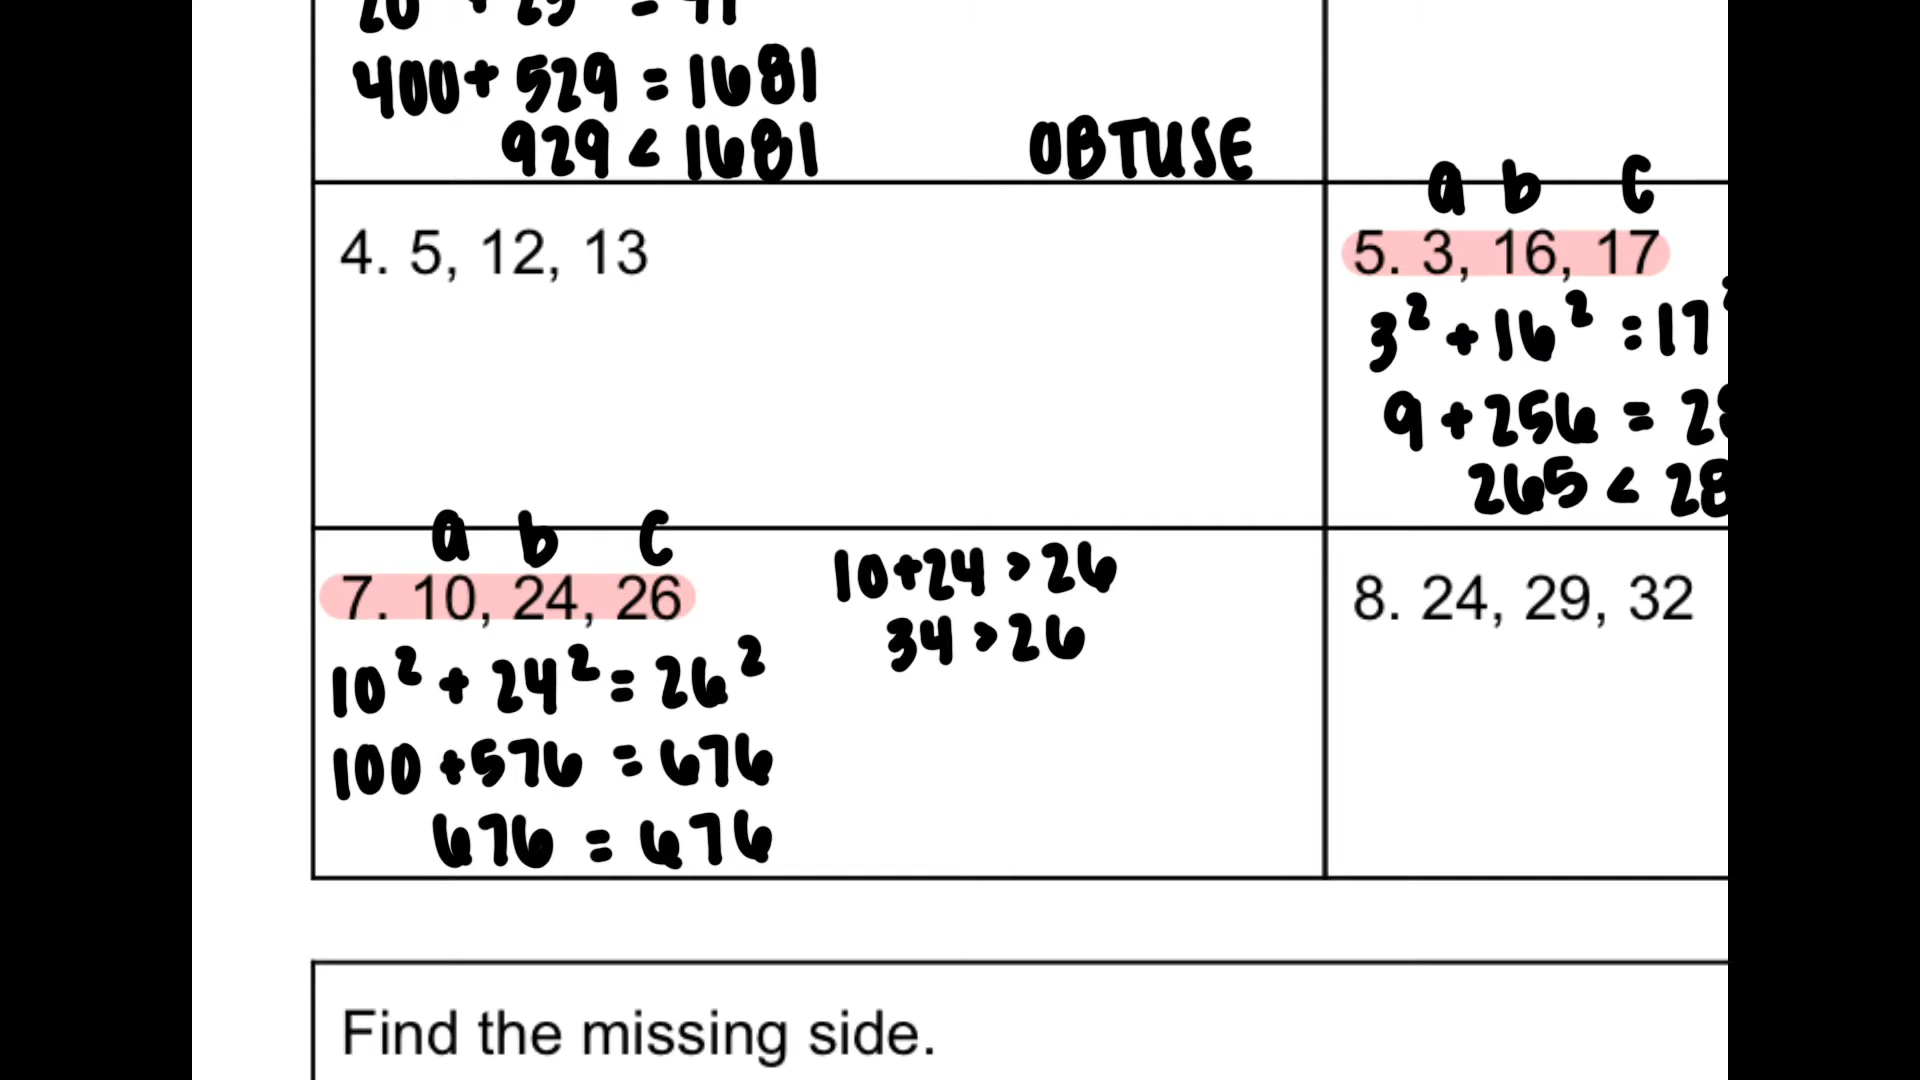 400 + 529 = 1681
929 < 1681 OBTUSE
4. 5, 12, 13
a b c
5. 3, 16, 17
3² + 16² = 17
9 + 256 = 28
265 < 28
a b c
7. 10, 24, 26
10² + 24² = 26²
100 + 576 = 676
676 = 676
10 + 24 > 26
34 > 26
8. 24, 29, 32
Find the missing side.